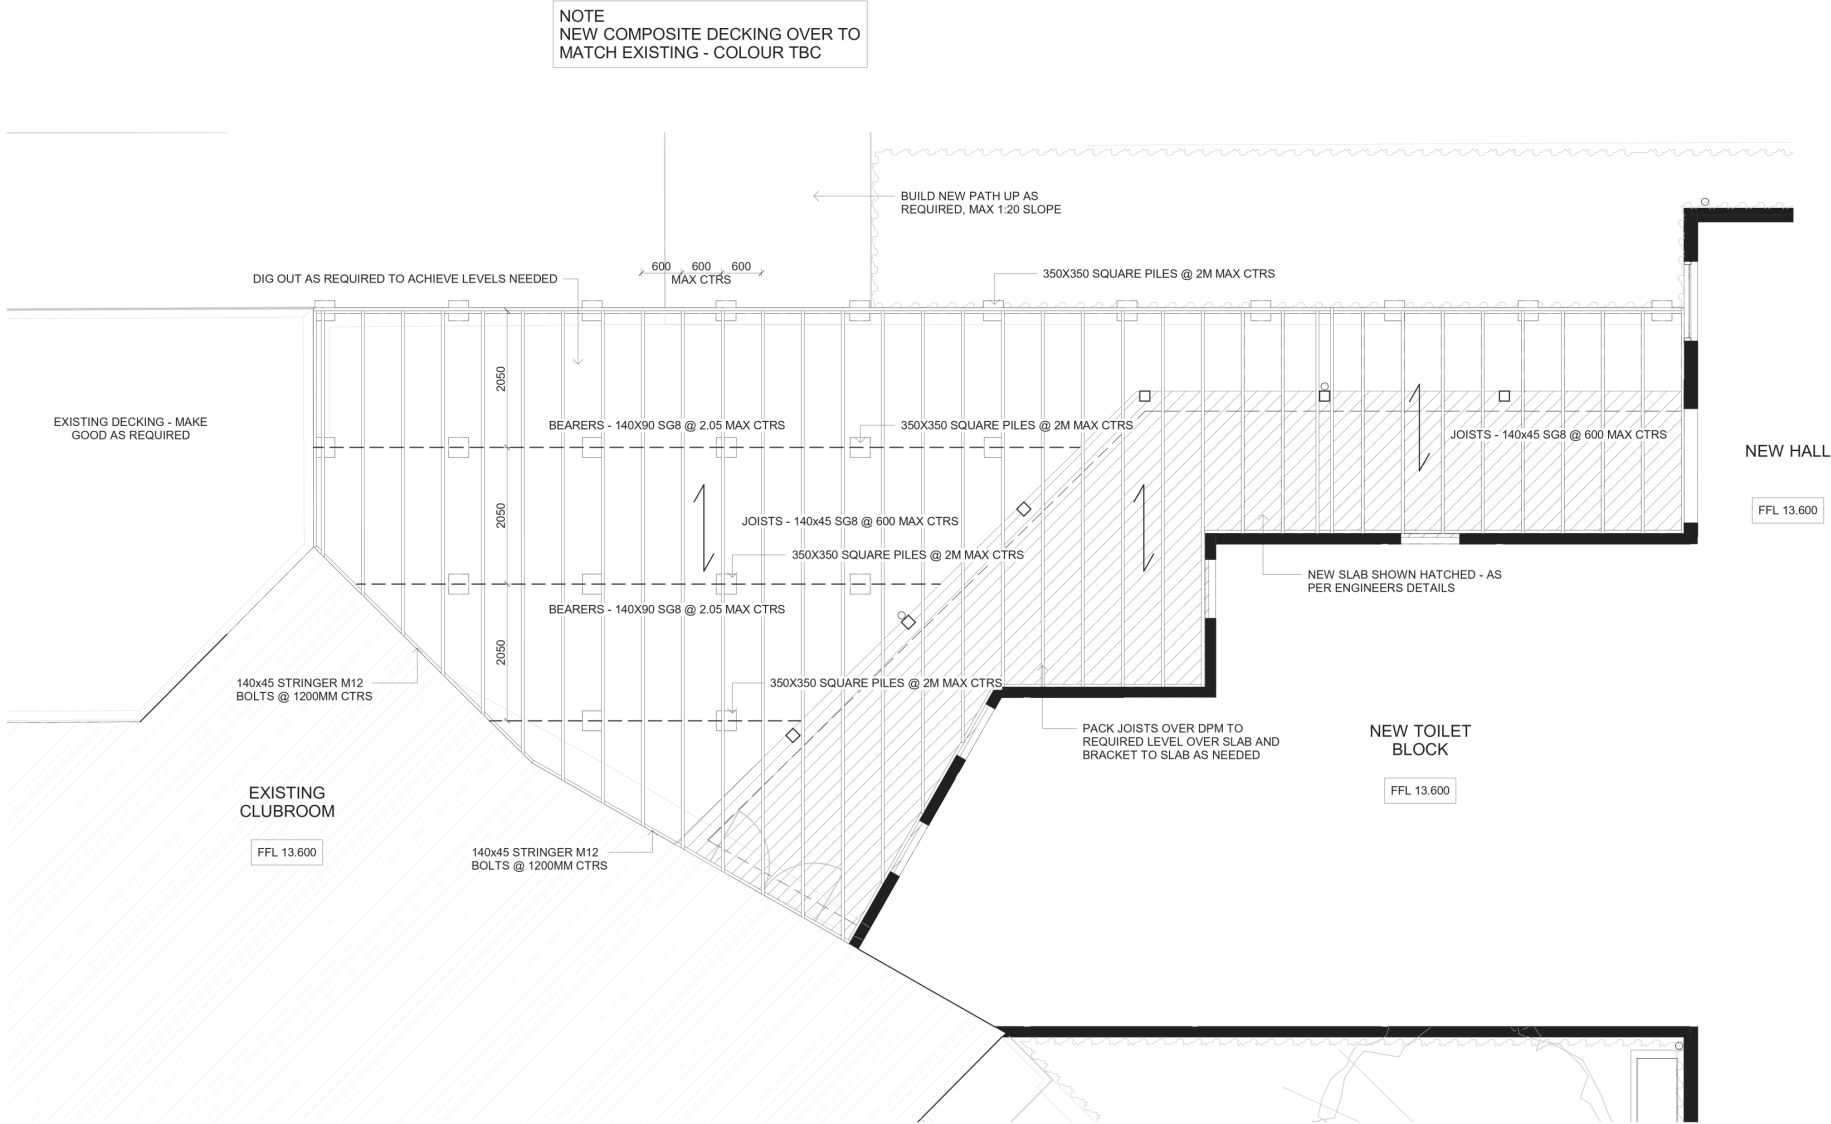 NOTE
NEW COMPOSITE DECKING OVER TO
MATCH EXISTING - COLOUR TBC
BUILD NEW PATH UP AS
REQUIRED, MAX 1:20 SLOPE
600 600 600
MAX CTRS
DIG OUT AS REQUIRED TO ACHIEVE LEVELS NEEDED
350X350 SQUARE PILES @ 2M MAX CTRS
2050
EXISTING DECKING - MAKE
GOOD AS REQUIRED
BEARERS - 140X90 SG8 @ 2.05 MAX CTRS
350X350 SQUARE PILES @ 2M MAX CTRS
JOISTS - 140x45 SG8 @ 600 MAX CTRS
NEW HALL
FFL 13.600
2050
JOISTS - 140x45 SG8 @ 600 MAX CTRS
350X350 SQUARE PILES @ 2M MAX CTRS
NEW SLAB SHOWN HATCHED - AS
PER ENGINEERS DETAILS
BEARERS - 140X90 SG8 @ 2.05 MAX CTRS
2050
140x45 STRINGER M12
BOLTS @ 1200MM CTRS
350X350 SQUARE PILES @ 2M MAX CTRS
PACK JOISTS OVER DPM TO
REQUIRED LEVEL OVER SLAB AND
BRACKET TO SLAB AS NEEDED
NEW TOILET
BLOCK
FFL 13.600
EXISTING
CLUBROOM
FFL 13.600
140x45 STRINGER M12
BOLTS @ 1200MM CTRS